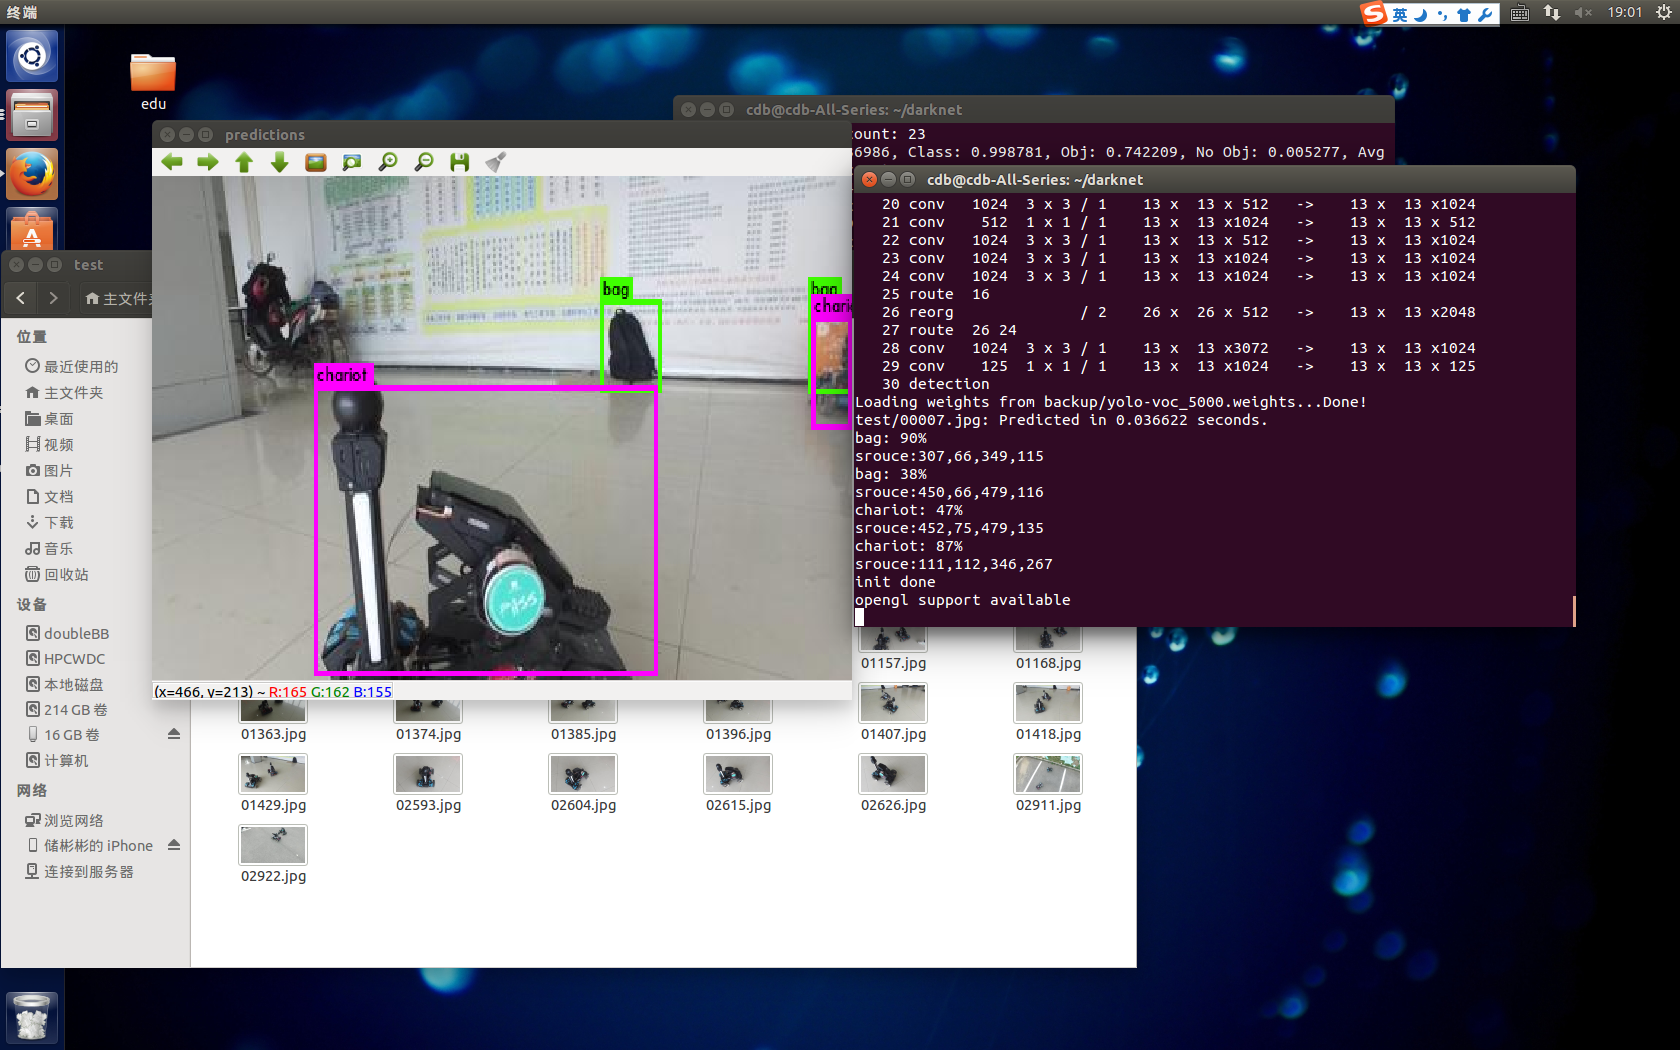 终端
英
19:01
edu
cdb@cdb-All-Series: ~/darknet
ount: 23
6986, Class: 0.998781, Obj: 0.742209, No Obj: 0.005277, Avg
predictions
bag
bag
chario
chariot
PASS
(x=466, y=213) ~ R:165 G:162 B:155
cdb@cdb-All-Series: ~/darknet
20 conv 1024 3 x 3 / 1 13 x 13 x 512 -> 13 x 13 x1024
21 conv 512 1 x 1 / 1 13 x 13 x1024 -> 13 x 13 x 512
22 conv 1024 3 x 3 / 1 13 x 13 x 512 -> 13 x 13 x1024
23 conv 1024 3 x 3 / 1 13 x 13 x1024 -> 13 x 13 x1024
24 conv 1024 3 x 3 / 1 13 x 13 x1024 -> 13 x 13 x1024
25 route 16
26 reorg / 2 26 x 26 x 512 -> 13 x 13 x2048
27 route 26 24
28 conv 1024 3 x 3 / 1 13 x 13 x3072 -> 13 x 13 x1024
29 conv 125 1 x 1 / 1 13 x 13 x1024 -> 13 x 13 x 125
30 detection
Loading weights from backup/yolo-voc_5000.weights...Done!
test/00007.jpg: Predicted in 0.036622 seconds.
bag: 90%
srouce:307,66,349,115
bag: 38%
srouce:450,66,479,116
chariot: 47%
srouce:452,75,479,135
chariot: 87%
srouce:111,112,346,267
init done
opengl support available
test
主文件夹
位置
最近使用的
主文件夹
桌面
视频
图片
文档
下载
音乐
回收站
设备
doubleBB
HPCWDC
本地磁盘
214 GB 卷
16 GB 卷
计算机
网络
浏览网络
储彬彬的 iPhone
连接到服务器
01157.jpg
01168.jpg
01363.jpg
01374.jpg
01385.jpg
01396.jpg
01407.jpg
01418.jpg
01429.jpg
02593.jpg
02604.jpg
02615.jpg
02626.jpg
02911.jpg
02922.jpg